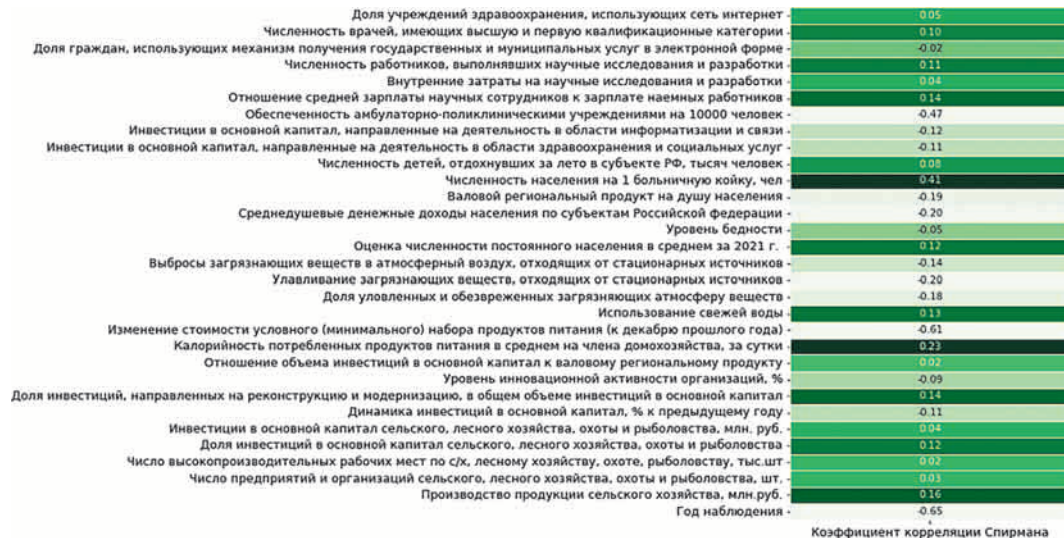 Доля учреждений здравоохранения, использующих сеть интернет - 0.05
Численность врачей, имеющих высшую и первую квалификационные категории - 0.10
Доля граждан, использующих механизм получения государственных и муниципальных услуг в электронной форме - -0.02
Численность работников, выполнявших научные исследования и разработки - 0.11
Внутренние затраты на научные исследования и разработки - 0.04
Отношение средней зарплаты научных сотрудников к зарплате наемных работников - 0.14
Обеспеченность амбулаторно-поликлиническими учреждениями на 10000 человек - -0.47
Инвестиции в основной капитал, направленные на деятельность в области информатизации и связи - -0.12
Инвестиции в основной капитал, направленные на деятельность в области здравоохранения и социальных услуг - -0.11
Численность детей, отдохнувших за лето в субъекте РФ, тысяч человек - 0.08
Численность населения на 1 больничную койку, чел - 0.41
Валовой региональный продукт на душу населения - -0.19
Среднедушевые денежные доходы населения по субъектам Российской федерации - -0.20
Уровень бедности - -0.05
Оценка численности постоянного населения в среднем за 2021 г. - 0.12
Выбросы загрязнающих веществ в атмосферный воздух, отходящих от стационарных источников - -0.14
Улавливание загрязнающих веществ, отходящих от стационарных источников - -0.20
Доля уловленных и обезвреженных загрязняющих атмосферу веществ - -0.18
Использование свежей воды - 0.13
Изменение стоимости условного (минимального) набора продуктов питания (к декабрю прошлого года) - -0.61
Калорийность потребленных продуктов питания в среднем на члена домохозяйства, за сутки - 0.23
Отношение объема инвестиций в основной капитал к валовому региональному продукту - 0.02
Уровень инновационной активности организаций, % - -0.09
Доля инвестиций, направленных на реконструкцию и модернизацию, в общем объеме инвестиций в основной капитал - 0.14
Динамика инвестиций в основной капитал, % к предыдущему году - -0.11
Инвестиции в основной капитал сельского, лесного хозяйства, охоты и рыболовства, млн. руб. - 0.04
Доля инвестиций в основной капитал сельского, лесного хозяйства, охоты и рыболовства - 0.12
Число высокопроизводительных рабочих мест по с/х, лесному хозяйству, охоте, рыболовству, тыс.шт - 0.02
Число предприятий и организаций сельского, лесного хозяйства, охоты и рыболовства, шт. - 0.03
Производство продукции сельского хозяйства, млн.руб. - 0.16
Год наблюдения - -0.65
Коэффициент корреляции Спирмана